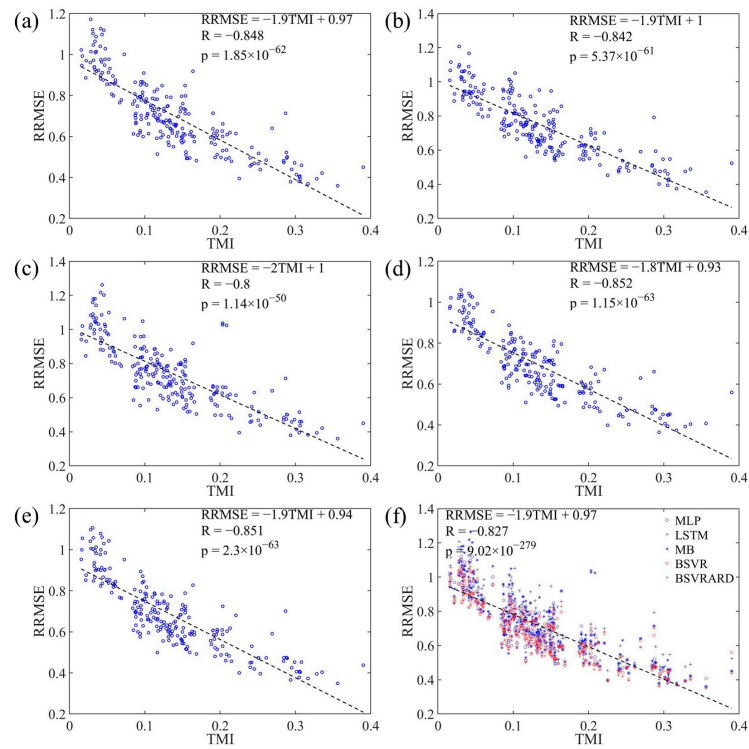 (a)
RRMSE = −1.9TMI + 0.97
R = −0.848
p = 1.85×10⁻⁶²
1.2
1
0.8
0.6
0.4
0.2
RRMSE
0 0.1 0.2 0.3 0.4
TMI
(b)
RRMSE = −1.9TMI + 1
R = −0.842
p = 5.37×10⁻⁶¹
1.4
1.2
1
0.8
0.6
0.4
0.2
RRMSE
0 0.1 0.2 0.3 0.4
TMI
(c)
RRMSE = −2TMI + 1
R = −0.8
p = 1.14×10⁻⁵⁰
1.4
1.2
1
0.8
0.6
0.4
0.2
RRMSE
0 0.1 0.2 0.3 0.4
TMI
(d)
RRMSE = −1.8TMI + 0.93
R = −0.852
p = 1.15×10⁻⁶³
1.2
1
0.8
0.6
0.4
0.2
RRMSE
0 0.1 0.2 0.3 0.4
TMI
(e)
RRMSE = −1.9TMI + 0.94
R = −0.851
p = 2.3×10⁻⁶³
1.2
1
0.8
0.6
0.4
0.2
RRMSE
0 0.1 0.2 0.3 0.4
TMI
(f)
RRMSE = −1.9TMI + 0.97
R = −0.827
p = 9.02×10⁻²⁷⁹
MLP
LSTM
MB
BSVR
BSVRARD
1.4
1.2
1
0.8
0.6
0.4
0.2
RRMSE
0 0.1 0.2 0.3 0.4
TMI